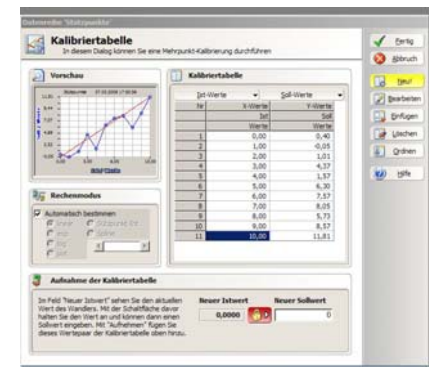 Datenreihe 'Stützpunkte'
Kalibriertabelle
In diesem Dialog können Sie eine Mehrpunkt-Kalibrierung durchführen
Vorschau
Kalibriertabelle
Ist-Werte
Soll-Werte
Nr X-Werte Y-Werte
Ist Soll
Werte Werte
1 0,00 0,40
2 1,00 -0,05
3 2,00 1,01
4 3,00 4,37
5 4,00 1,57
6 5,00 6,30
7 6,00 7,57
8 7,00 8,05
9 8,00 5,73
10 9,00 8,57
11 10,00 11,81
Rechenmodus
Automatisch bestimmen
Aufnahme der Kalibriertabelle
Im Feld "Neuer Istwert" sehen Sie den aktuellen
Wert des Wandlers. Mit der Schaltfläche davor
halten Sie den Wert an und können dann einen
Sollwert eingeben. Mit "Aufnehmen" fügen Sie
dieses Wertepaar der Kalibriertabelle oben hinzu.
Neuer Istwert
Neuer Sollwert
0,0000
0
Fertig
Abbruch
Neu!
Bearbeiten
Einfügen
Löschen
Ordnen
Hilfe